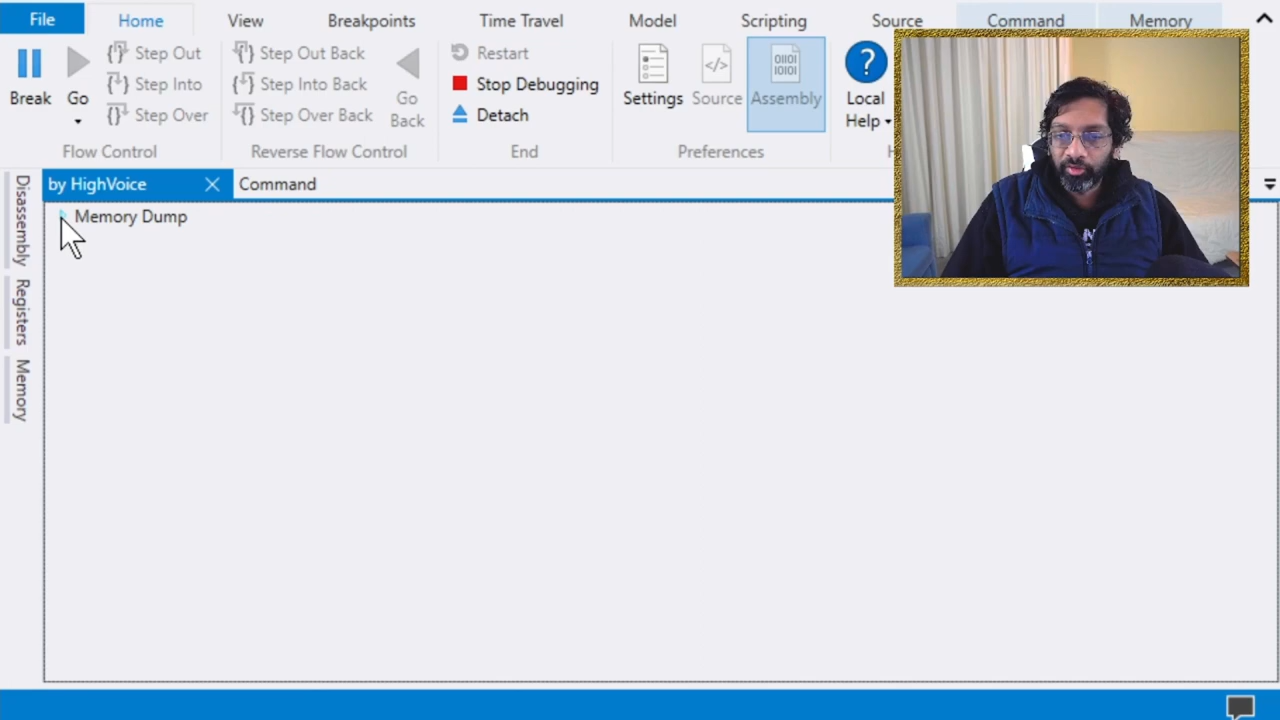 File Home View Breakpoints Time Travel Model Scripting Source Command Memory
Break
Go
Step Out
Step Into
Step Over
Flow Control
Step Out Back
Step Into Back
Step Over Back
Go Back
Reverse Flow Control
Restart
Stop Debugging
Detach
End
Settings
Source
Assembly
Preferences
Local
Help
by HighVoice
Command
Memory Dump
Disassembly
Registers
Memory